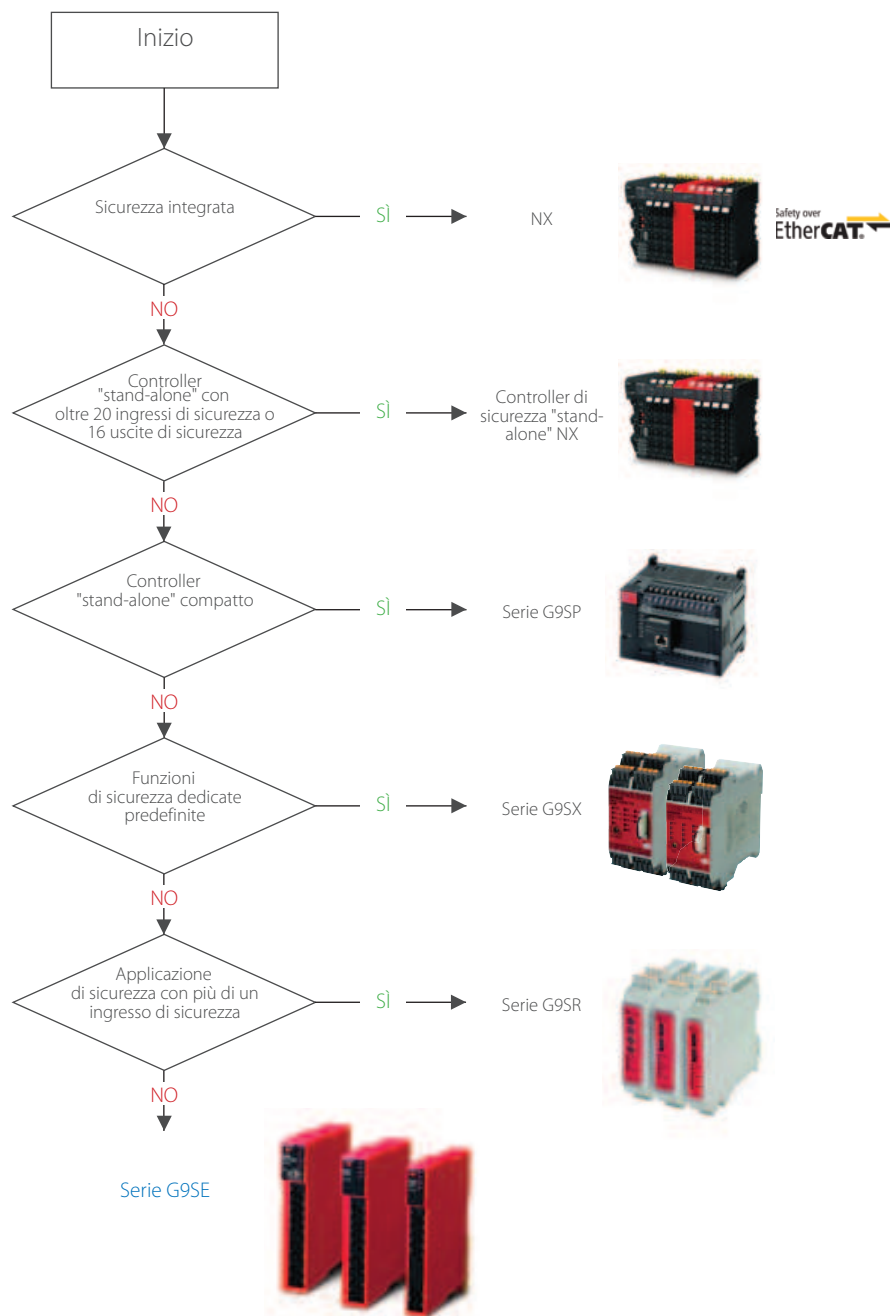 Inizio
Sicurezza integrata
SÌ
NX
Safety over
EtherCAT®
NO
Controller
"stand-alone" con
oltre 20 ingressi di sicurezza o
16 uscite di sicurezza
SÌ
Controller di
sicurezza "stand-
alone" NX
NO
Controller
"stand-alone" compatto
SÌ
Serie G9SP
NO
Funzioni
di sicurezza dedicate
predefinite
SÌ
Serie G9SX
NO
Applicazione
di sicurezza con più di un
ingresso di sicurezza
SÌ
Serie G9SR
NO
Serie G9SE